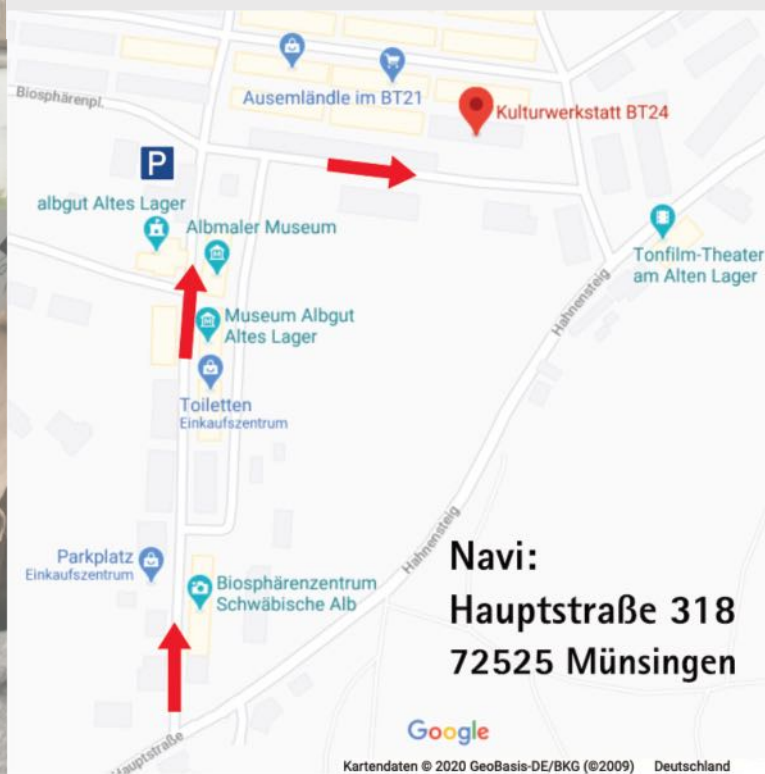 Ausemländle im BT21
Biosphärenpl.
Kulturwerkstatt BT24
P
albgut Altes Lager
Albmaler Museum
Tonfilm-Theater
am Alten Lager
Hahnensteig
Museum Albgut
Altes Lager
Toiletten
Einkaufszentrum
Hahnensteig
Parkplatz
Einkaufszentrum
Biosphärenzentrum
Schwäbische Alb
Navi:
Hauptstraße 318
72525 Münsingen
Hauptstraße
Google
Kartendaten © 2020 GeoBasis-DE/BKG (©2009) Deutschland